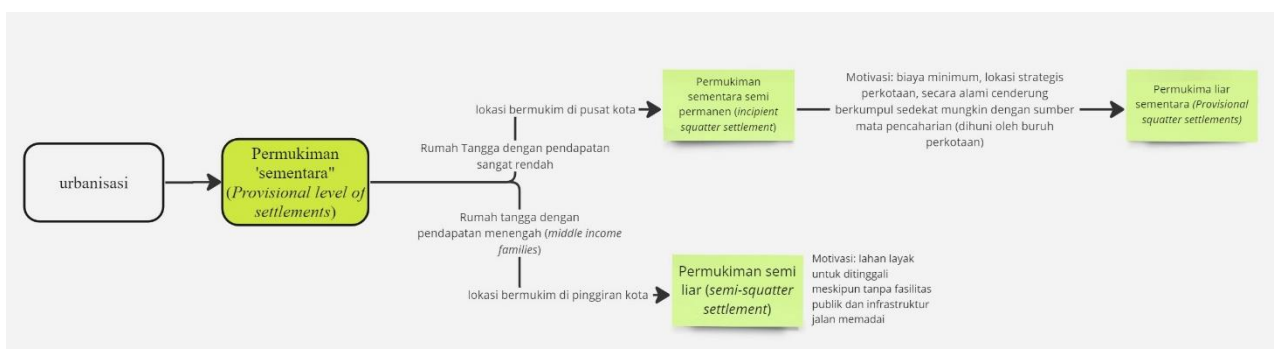 urbanisasi
Permukiman
'sementara"
(Provisional level of
settlements)
lokasi bermukim di pusat kota
Rumah Tangga dengan pendapatan
sangat rendah
Permukiman
sementara semi
permanen (incipient
squatter settlement)
Motivasi: biaya minimum, lokasi strategis
perkotaan, secara alami cenderung
berkumpul sedekat mungkin dengan sumber
mata pencaharian (dihuni oleh buruh
perkotaan)
Permukima liar
sementara (Provisional
squatter settlements)
Rumah tangga dengan
pendapatan menengah (middle income
families)
lokasi bermukim di pinggiran kota
Permukiman semi
liar (semi-squatter
settlement)
Motivasi: lahan layak
untuk ditinggali
meskipun tanpa fasilitas
publik dan infrastruktur
jalan memadai